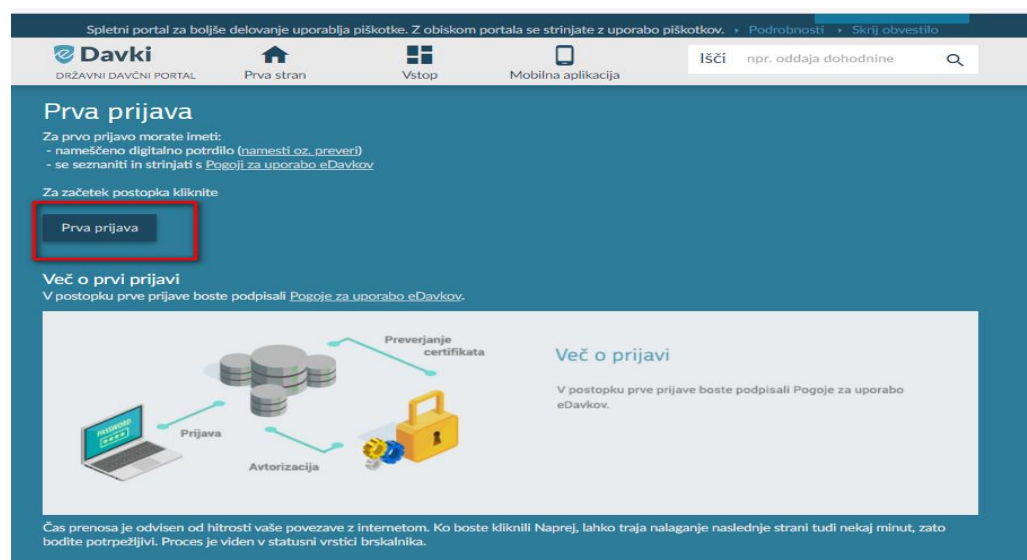 Spletni portal za boljše delovanje uporablja piškotke. Z obiskom portala se strinjate z uporabo piškotkov. Podrobnosti Skrij obvestilo
Davki
DRŽAVNI DAVČNI PORTAL
Prva stran
Vstop
Mobilna aplikacija
Išči npr. oddaja dohodnine
Prva prijava
Za prvo prijavo morate imeti:
- nameščeno digitalno potrdilo (namesti oz. preveri)
- se seznaniti in strinjati s Pogoji za uporabo eDavkov
Za začetek postopka kliknite
Prva prijava
Več o prvi prijavi
V postopku prve prijave boste podpisali Pogoje za uporabo eDavkov.
Preverjanje
certifikata
PASSWORD
****
Prijava
Avtorizacija
Več o prijavi
V postopku prve prijave boste podpisali Pogoje za uporabo
eDavkov.
Čas prenosa je odvisen od hitrosti vaše povezave z internetom. Ko boste kliknili Naprej, lahko traja nalaganje naslednje strani tudi nekaj minut, zato
bodite potrpežljivi. Proces je viden v statusni vrstici brskalnika.